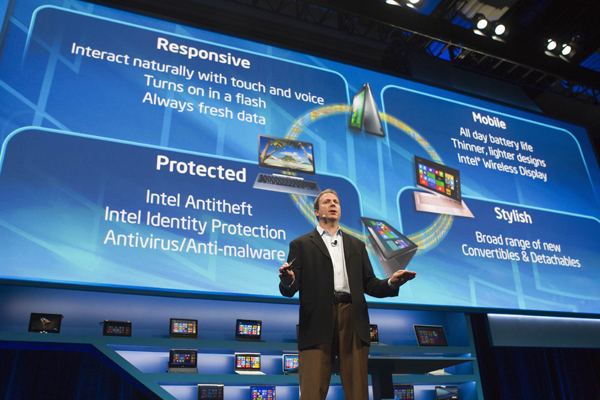 Responsive
Interact naturally with touch and voice
Turns on in a flash
Always fresh data
Mobile
All day battery life
Thinner, lighter designs
Intel® Wireless Display
Protected
Intel Antitheft
Intel Identity Protection
Antivirus/Anti-malware
Stylish
Broad range of new
Convertibles & Detachables